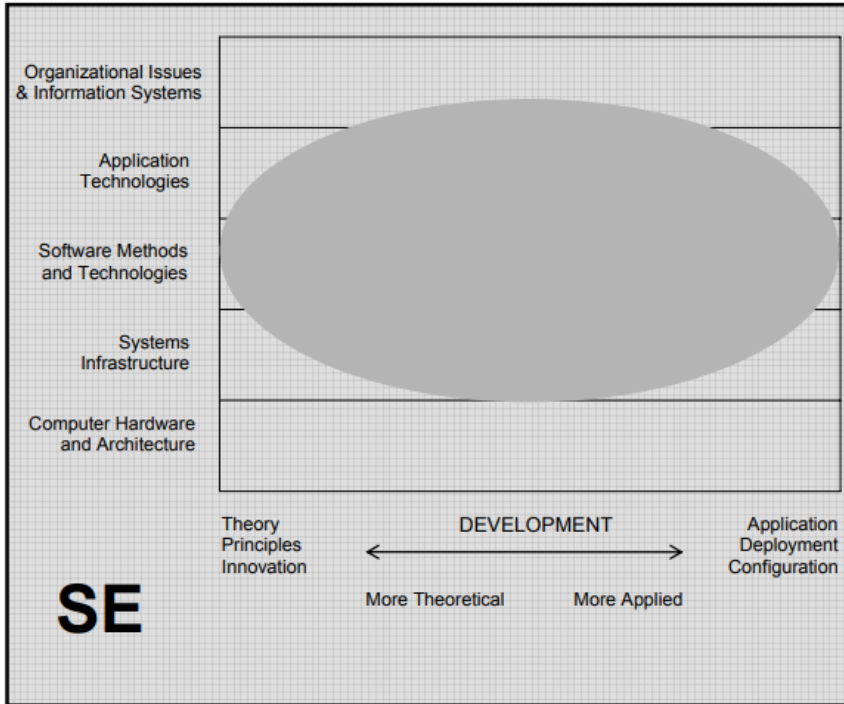 Organizational Issues
& Information Systems
Application
Technologies
Software Methods
and Technologies
Systems
Infrastructure
Computer Hardware
and Architecture
Theory
Principles
Innovation
DEVELOPMENT
Application
Deployment
Configuration
More Theoretical
More Applied
SE